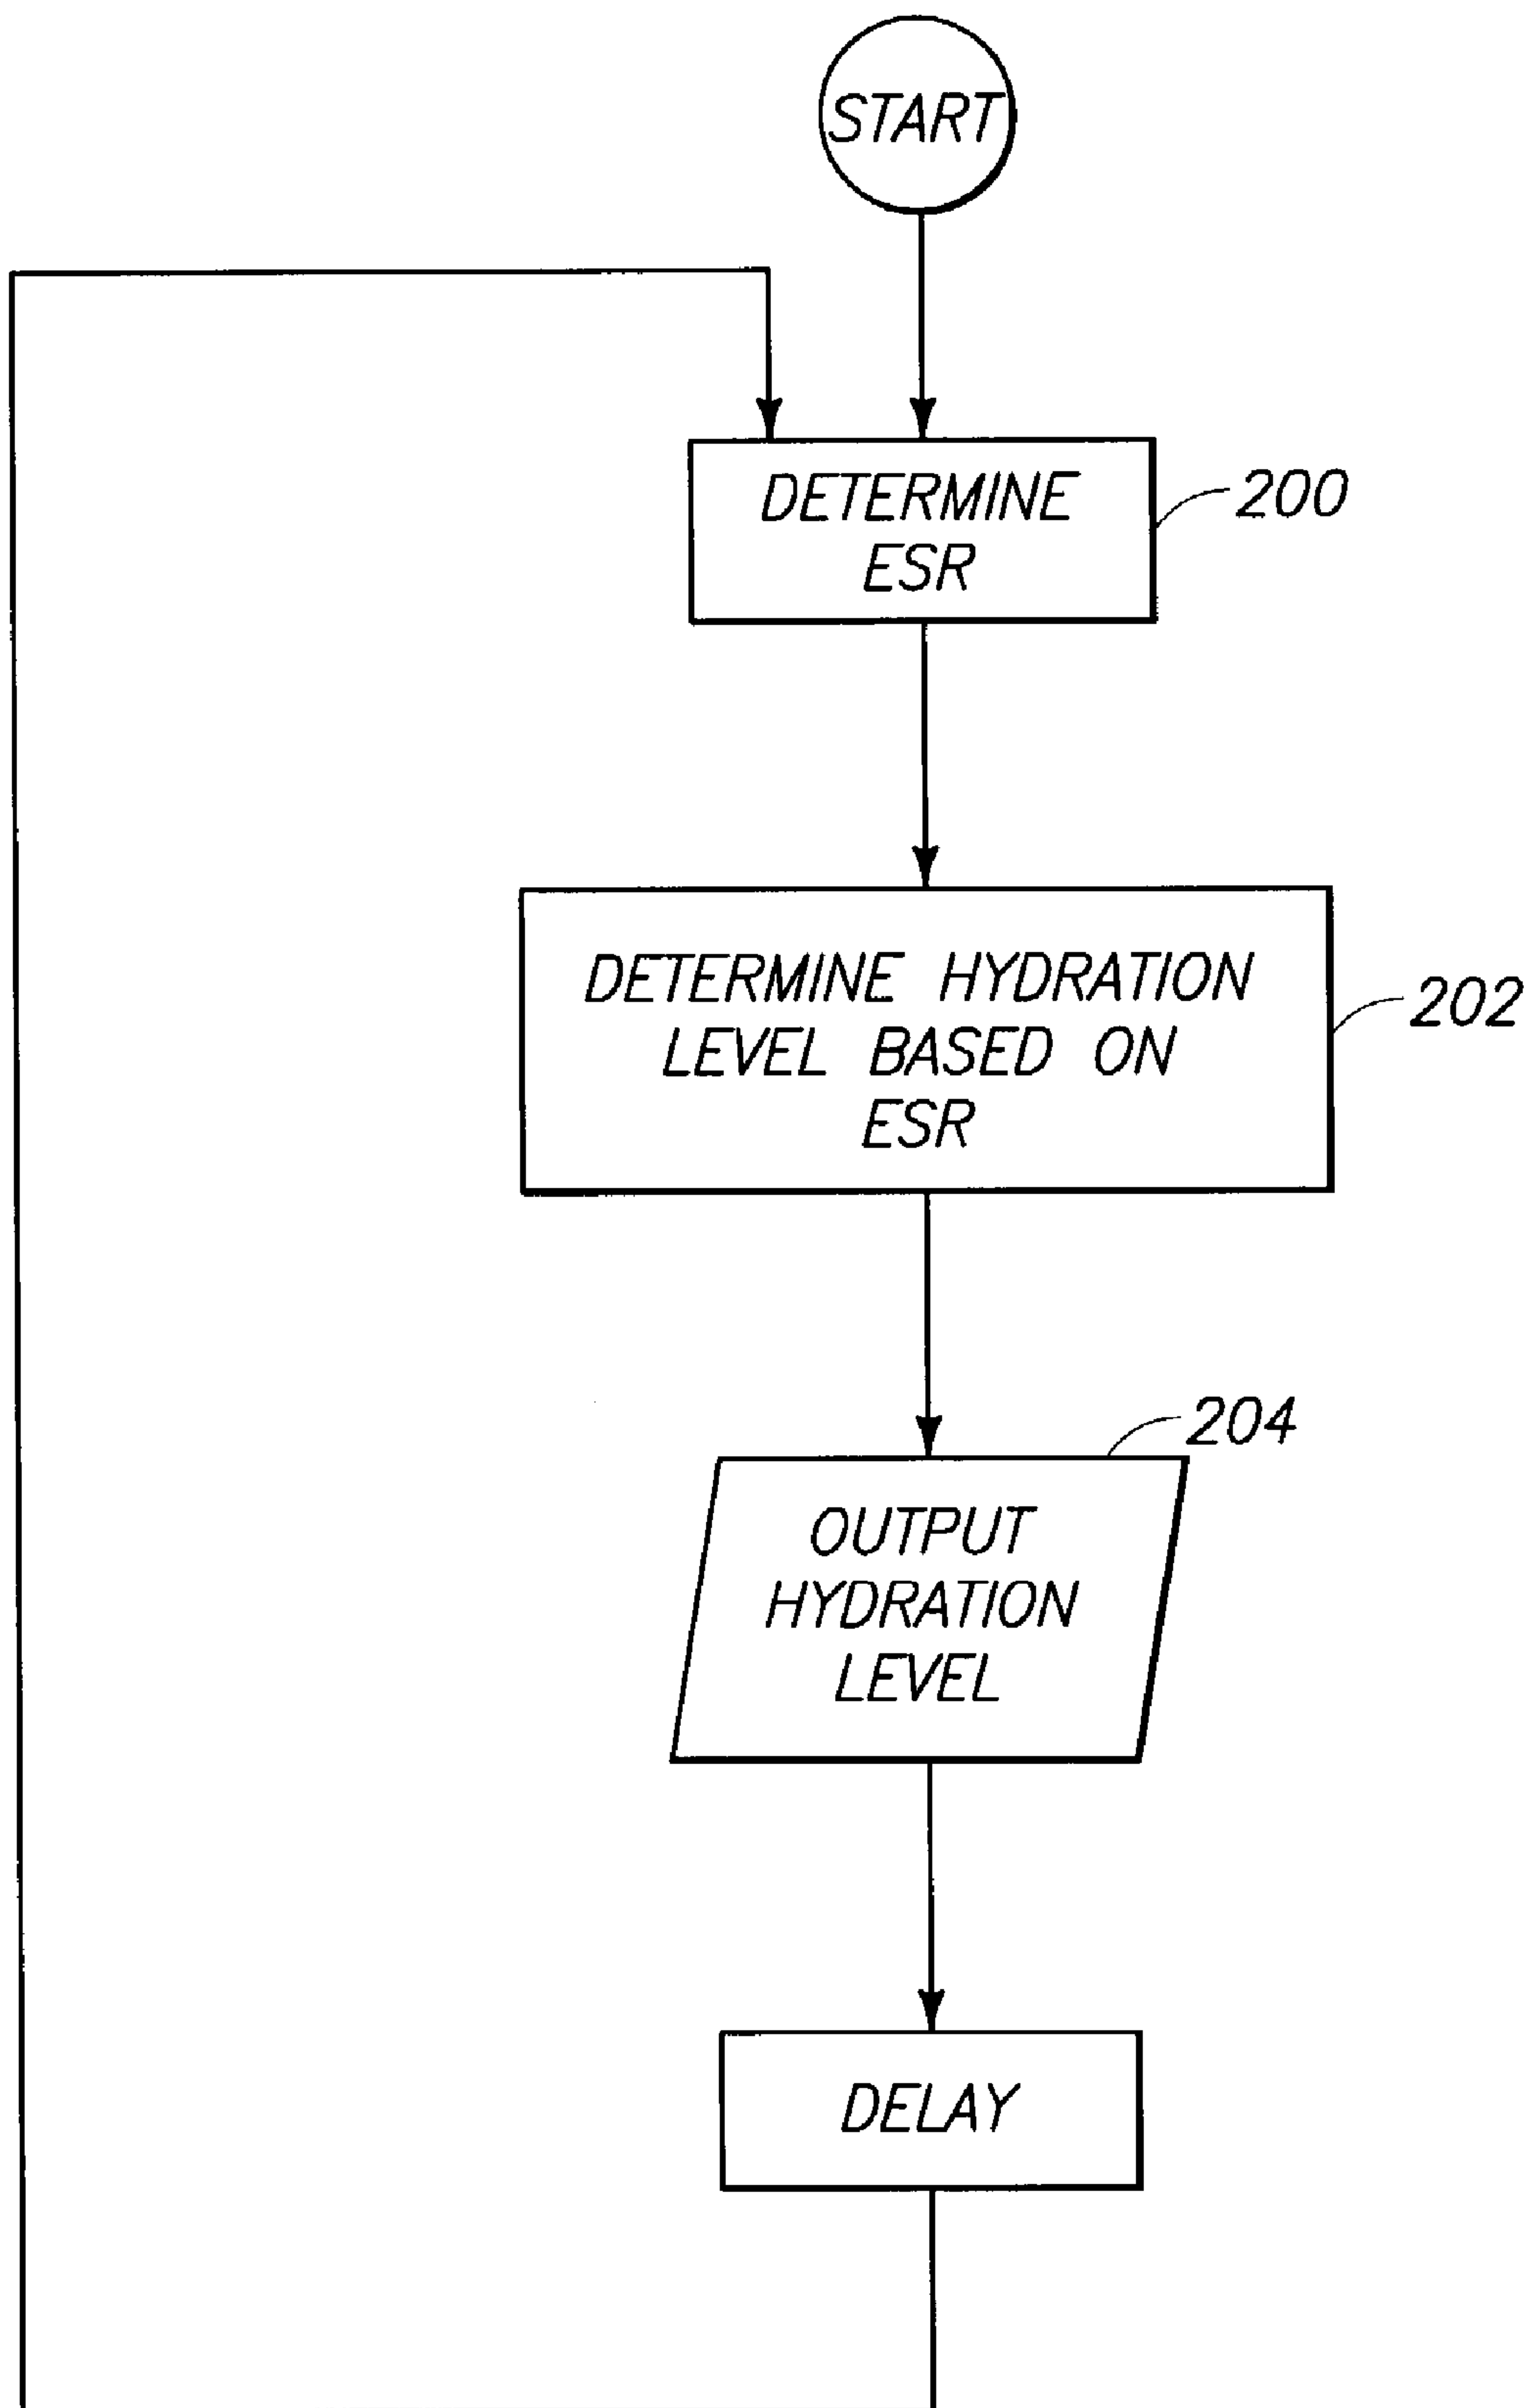 START
DETERMINE
ESR
200
DETERMINE HYDRATION
LEVEL BASED ON
ESR
202
204
OUTPUT
HYDRATION
LEVEL
DELAY